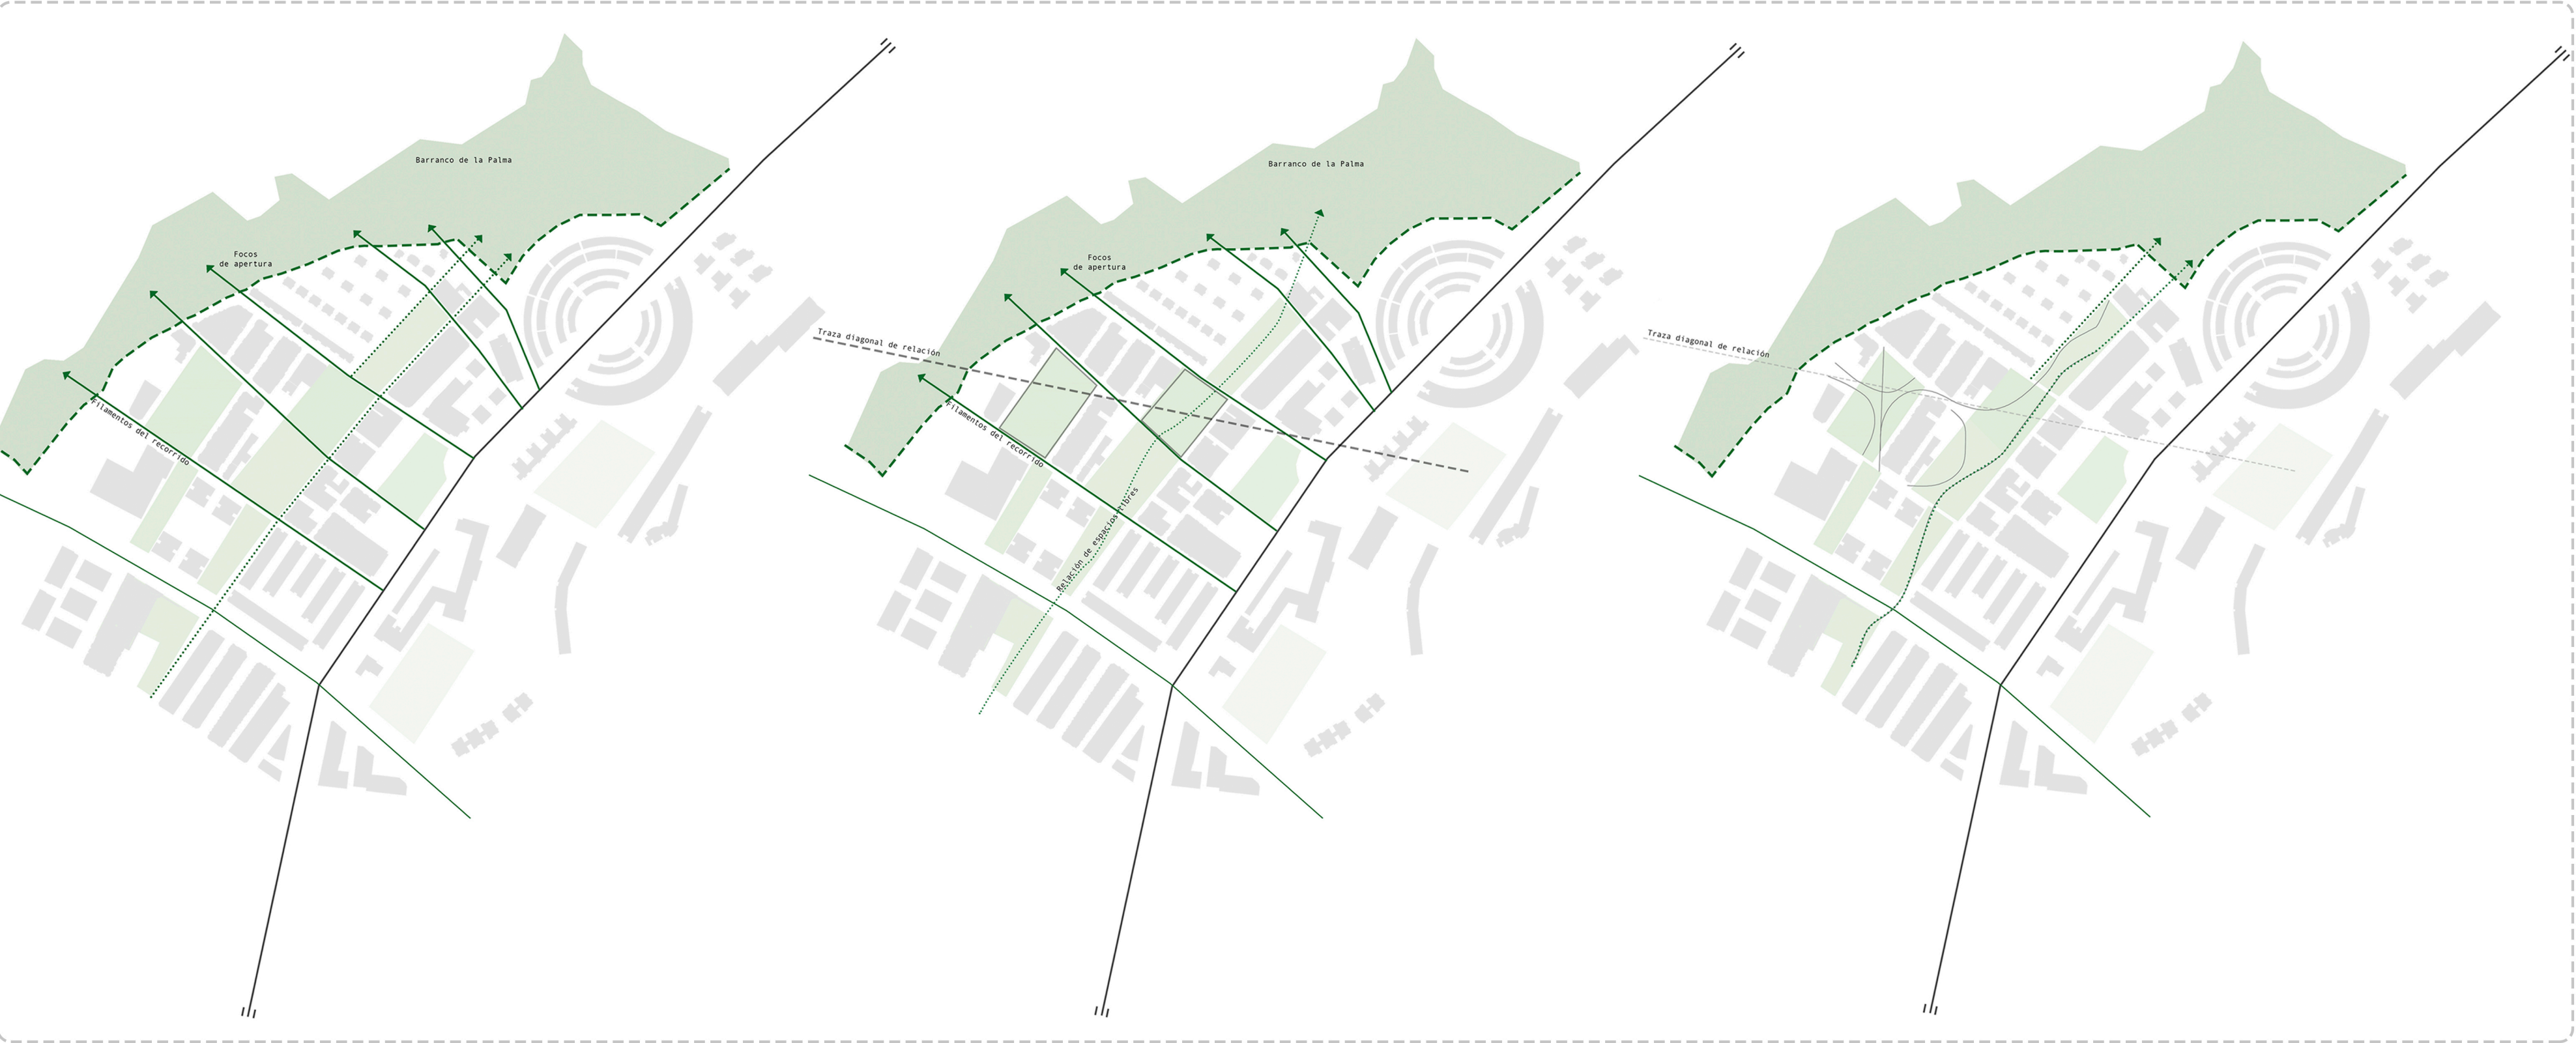 Barranco de la Palma
Focos
de apertura
Filamentos del recorrido
Barranco de la Palma
Focos
de apertura
Traza diagonal de relación
Filamentos del recorrido
Relación de espacios libres
Traza diagonal de relación